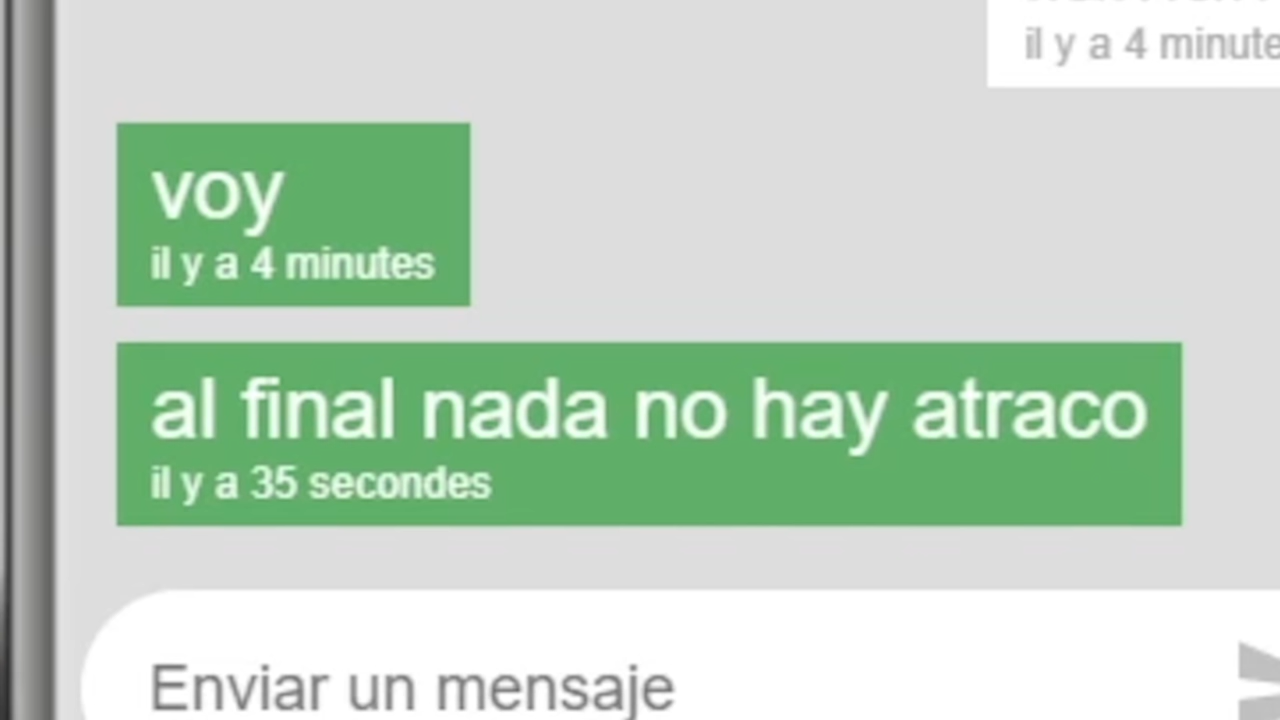 il y a 4 minute
voy
il y a 4 minutes
al final nada no hay atraco
il y a 35 secondes
Enviar un mensaje